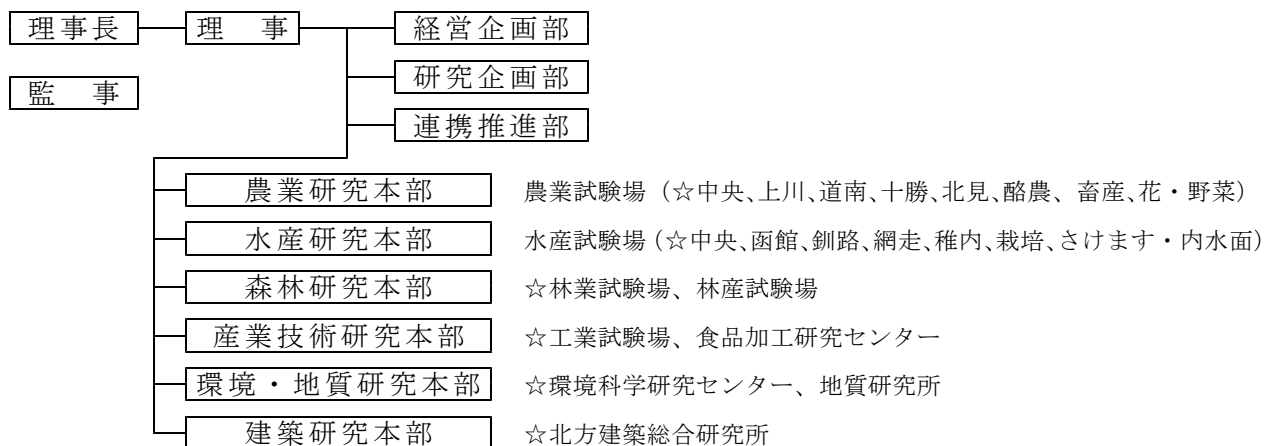 理事長 理　事 経営企画部
監　事 研究企画部
連携推進部
農業研究本部 農業試験場（☆中央、上川、道南、十勝、北見、酪農、畜産、花・野菜）
水産研究本部 水産試験場（☆中央、函館、釧路、網走、稚内、栽培、さけます・内水面）
森林研究本部 ☆林業試験場、林産試験場
産業技術研究本部 ☆工業試験場、食品加工研究センター
環境・地質研究本部 ☆環境科学研究センター、地質研究所
建築研究本部 ☆北方建築総合研究所